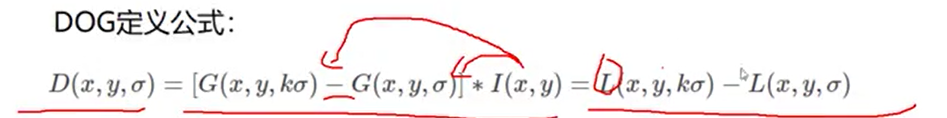 DOG定义公式：
D(x,y,σ) = [G(x,y,kσ) − G(x,y,σ)] * I(x,y) = L(x,y,kσ) − L(x,y,σ)